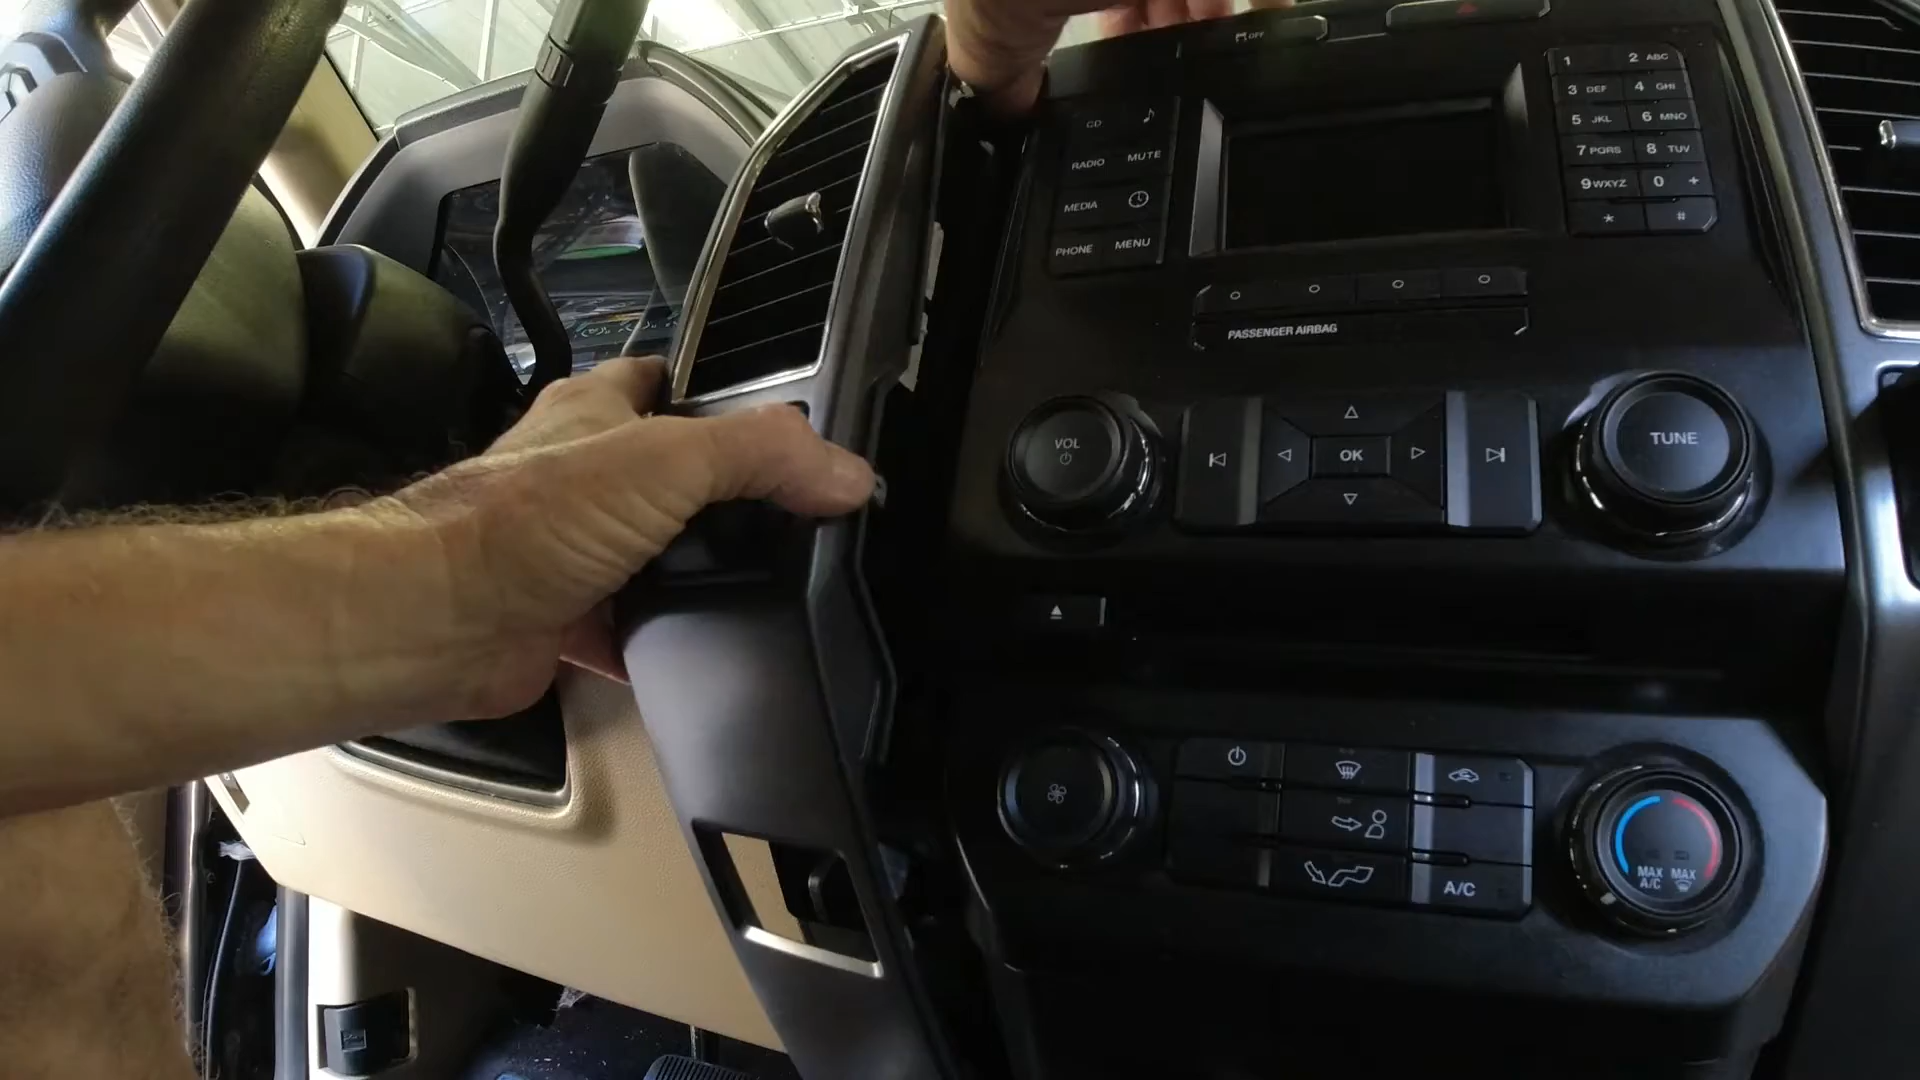 OFF
1
2 ABC
3 DEF
4 GHI
5 JKL
6 MNO
7 PQRS
8 TUV
9 WXYZ
0 +
*
#
CD
RADIO
MUTE
MEDIA
PHONE
MENU
PASSENGER AIRBAG
VOL
OK
TUNE
MAX A/C
MAX
A/C